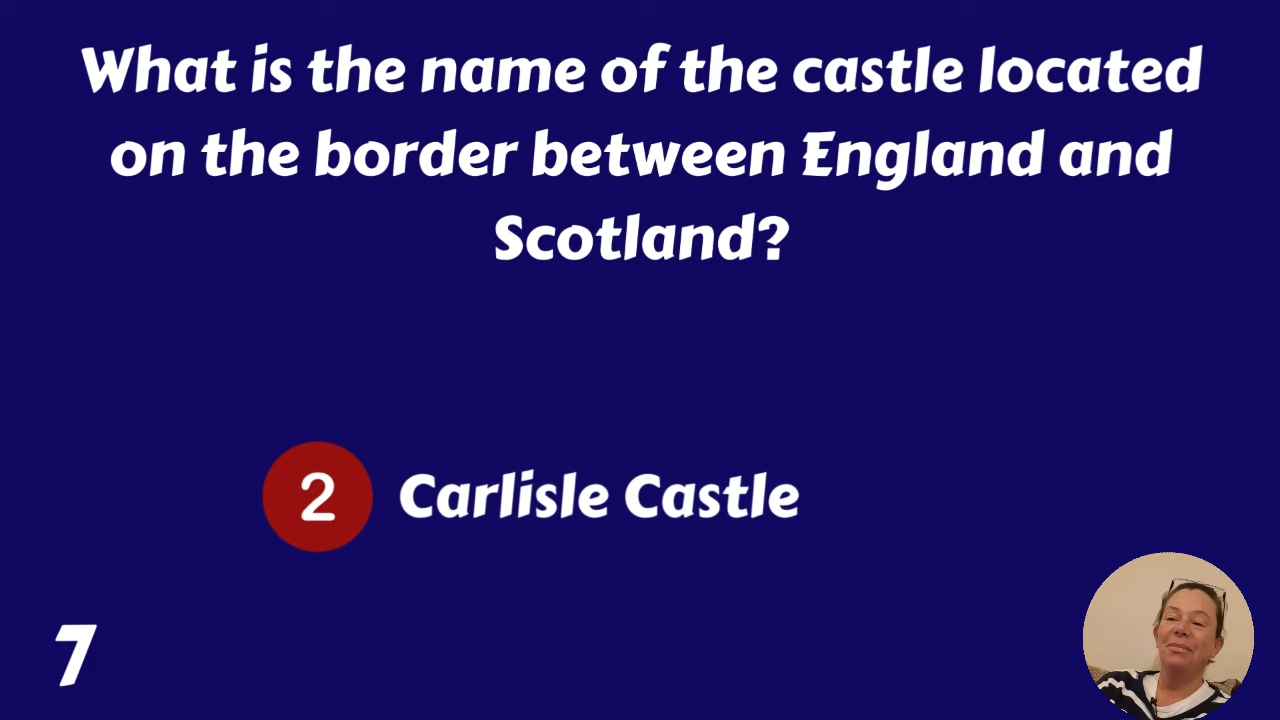 What is the name of the castle located
on the border between England and
Scotland?
2 Carlisle Castle
7